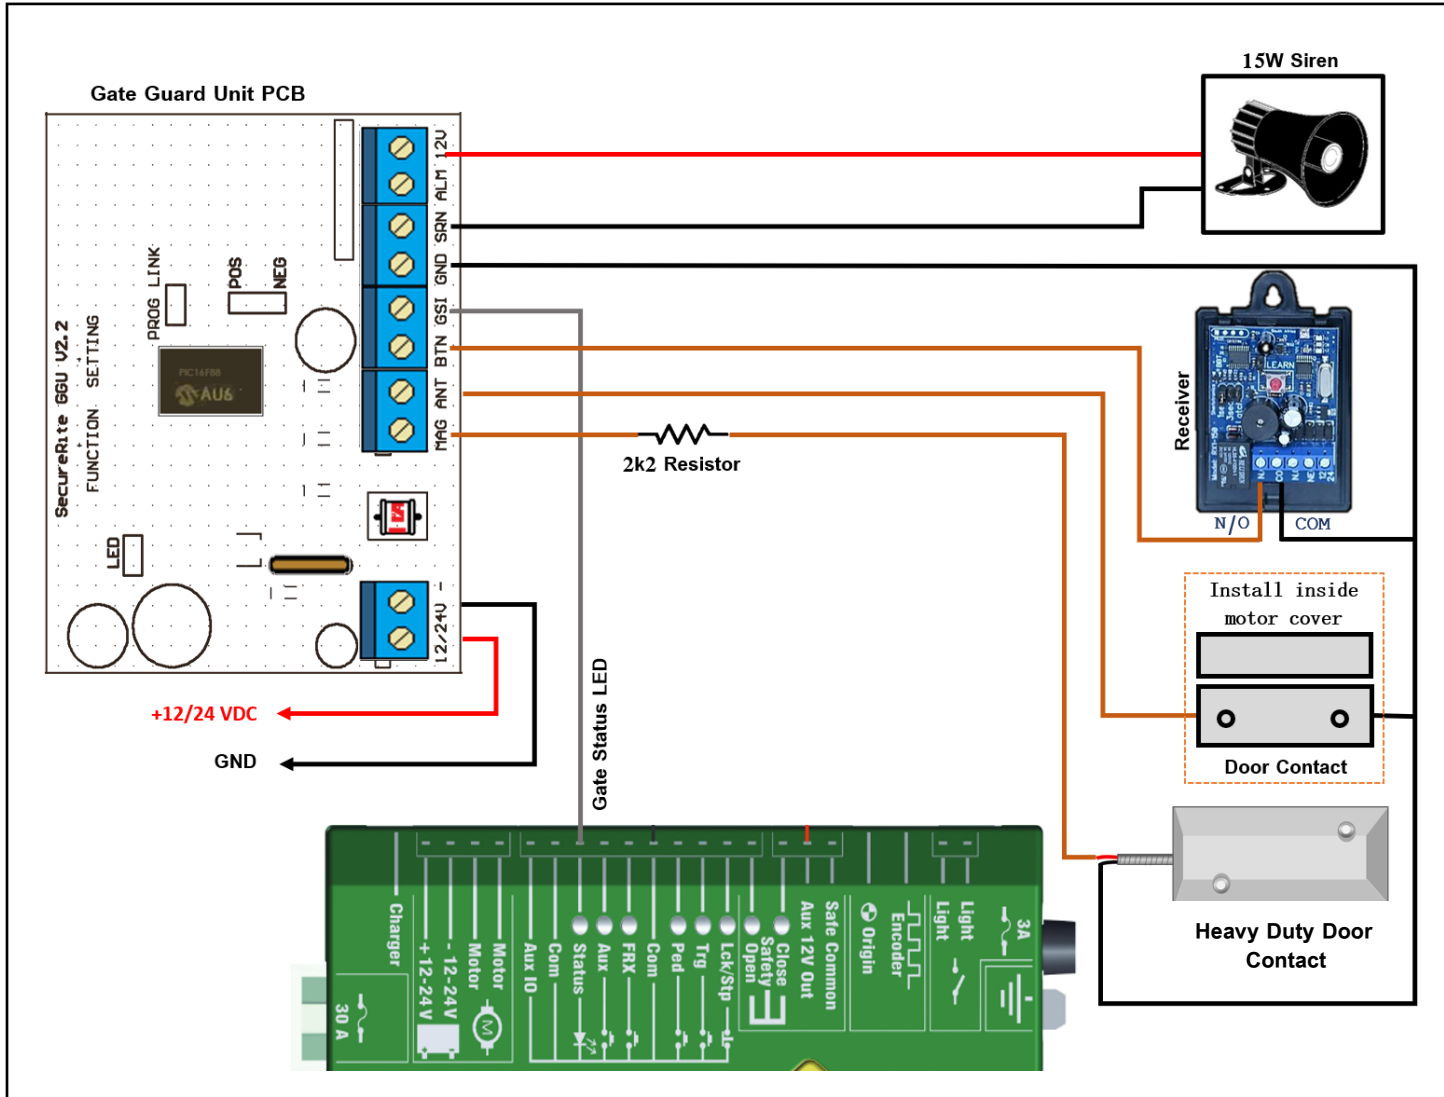 15W Siren
Gate Guard Unit PCB
12V
ALM
SRN
GND
GSI
BTN
ANT
MAG
PROG LINK
POS
NEG
SecureRite GGU V2.2
FUNCTION SETTING
PIC16F88
AU6
2k2 Resistor
Receiver
LEARN
N/O
COM
LED
-
12/24V
+12/24 VDC
GND
Gate Status LED
Install inside
motor cover
Door Contact
Heavy Duty Door
Contact
Charger
+ 12-24V
- 12-24V
Motor
Motor
M
30 A
Aux IO
Com
Status
Aux
FRX
Com
Ped
Trg
Lck/Stp
Open
Safety
Close
Aux 12V Out
Safe Common
Origin
Encoder
Light
Light
3A